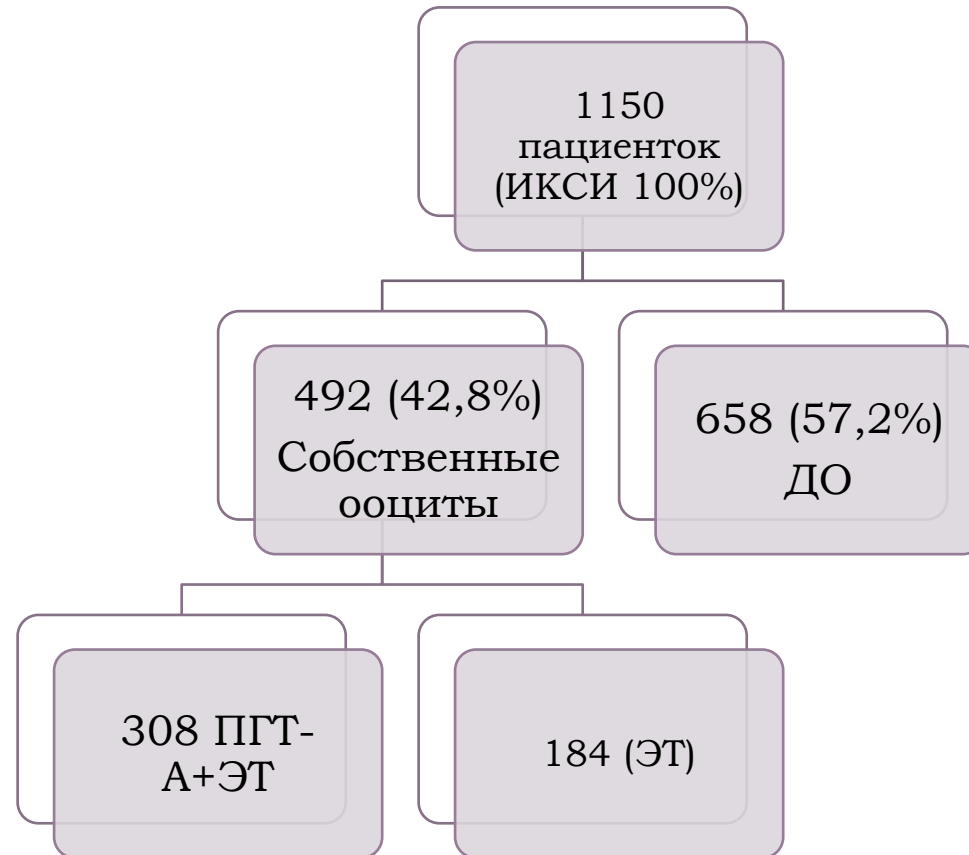 1150
пациенток
(ИКСИ 100%)
492 (42,8%)
Собственные
ооциты
658 (57,2%)
ДО
308 ПГТ-
А+ЭТ
184 (ЭТ)